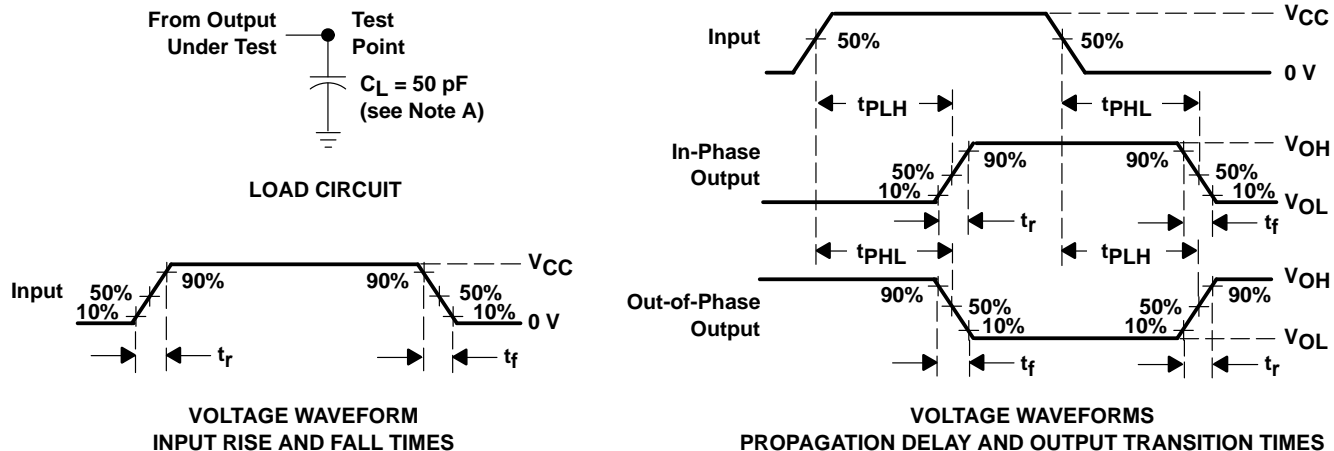 From Output
Under Test
Test
Point
CL = 50 pF
(see Note A)
LOAD CIRCUIT
Input
50%
10%
90%
90%
50%
10%
VCC
0 V
tr
tf
VOLTAGE WAVEFORM
INPUT RISE AND FALL TIMES
Input
50%
50%
VCC
0 V
tPLH
tPHL
In-Phase
Output
50%
10%
90%
90%
50%
10%
VOH
VOL
tr
tf
tPHL
tPLH
Out-of-Phase
Output
90%
50%
10%
50%
10%
90%
VOH
VOL
tf
tr
VOLTAGE WAVEFORMS
PROPAGATION DELAY AND OUTPUT TRANSITION TIMES